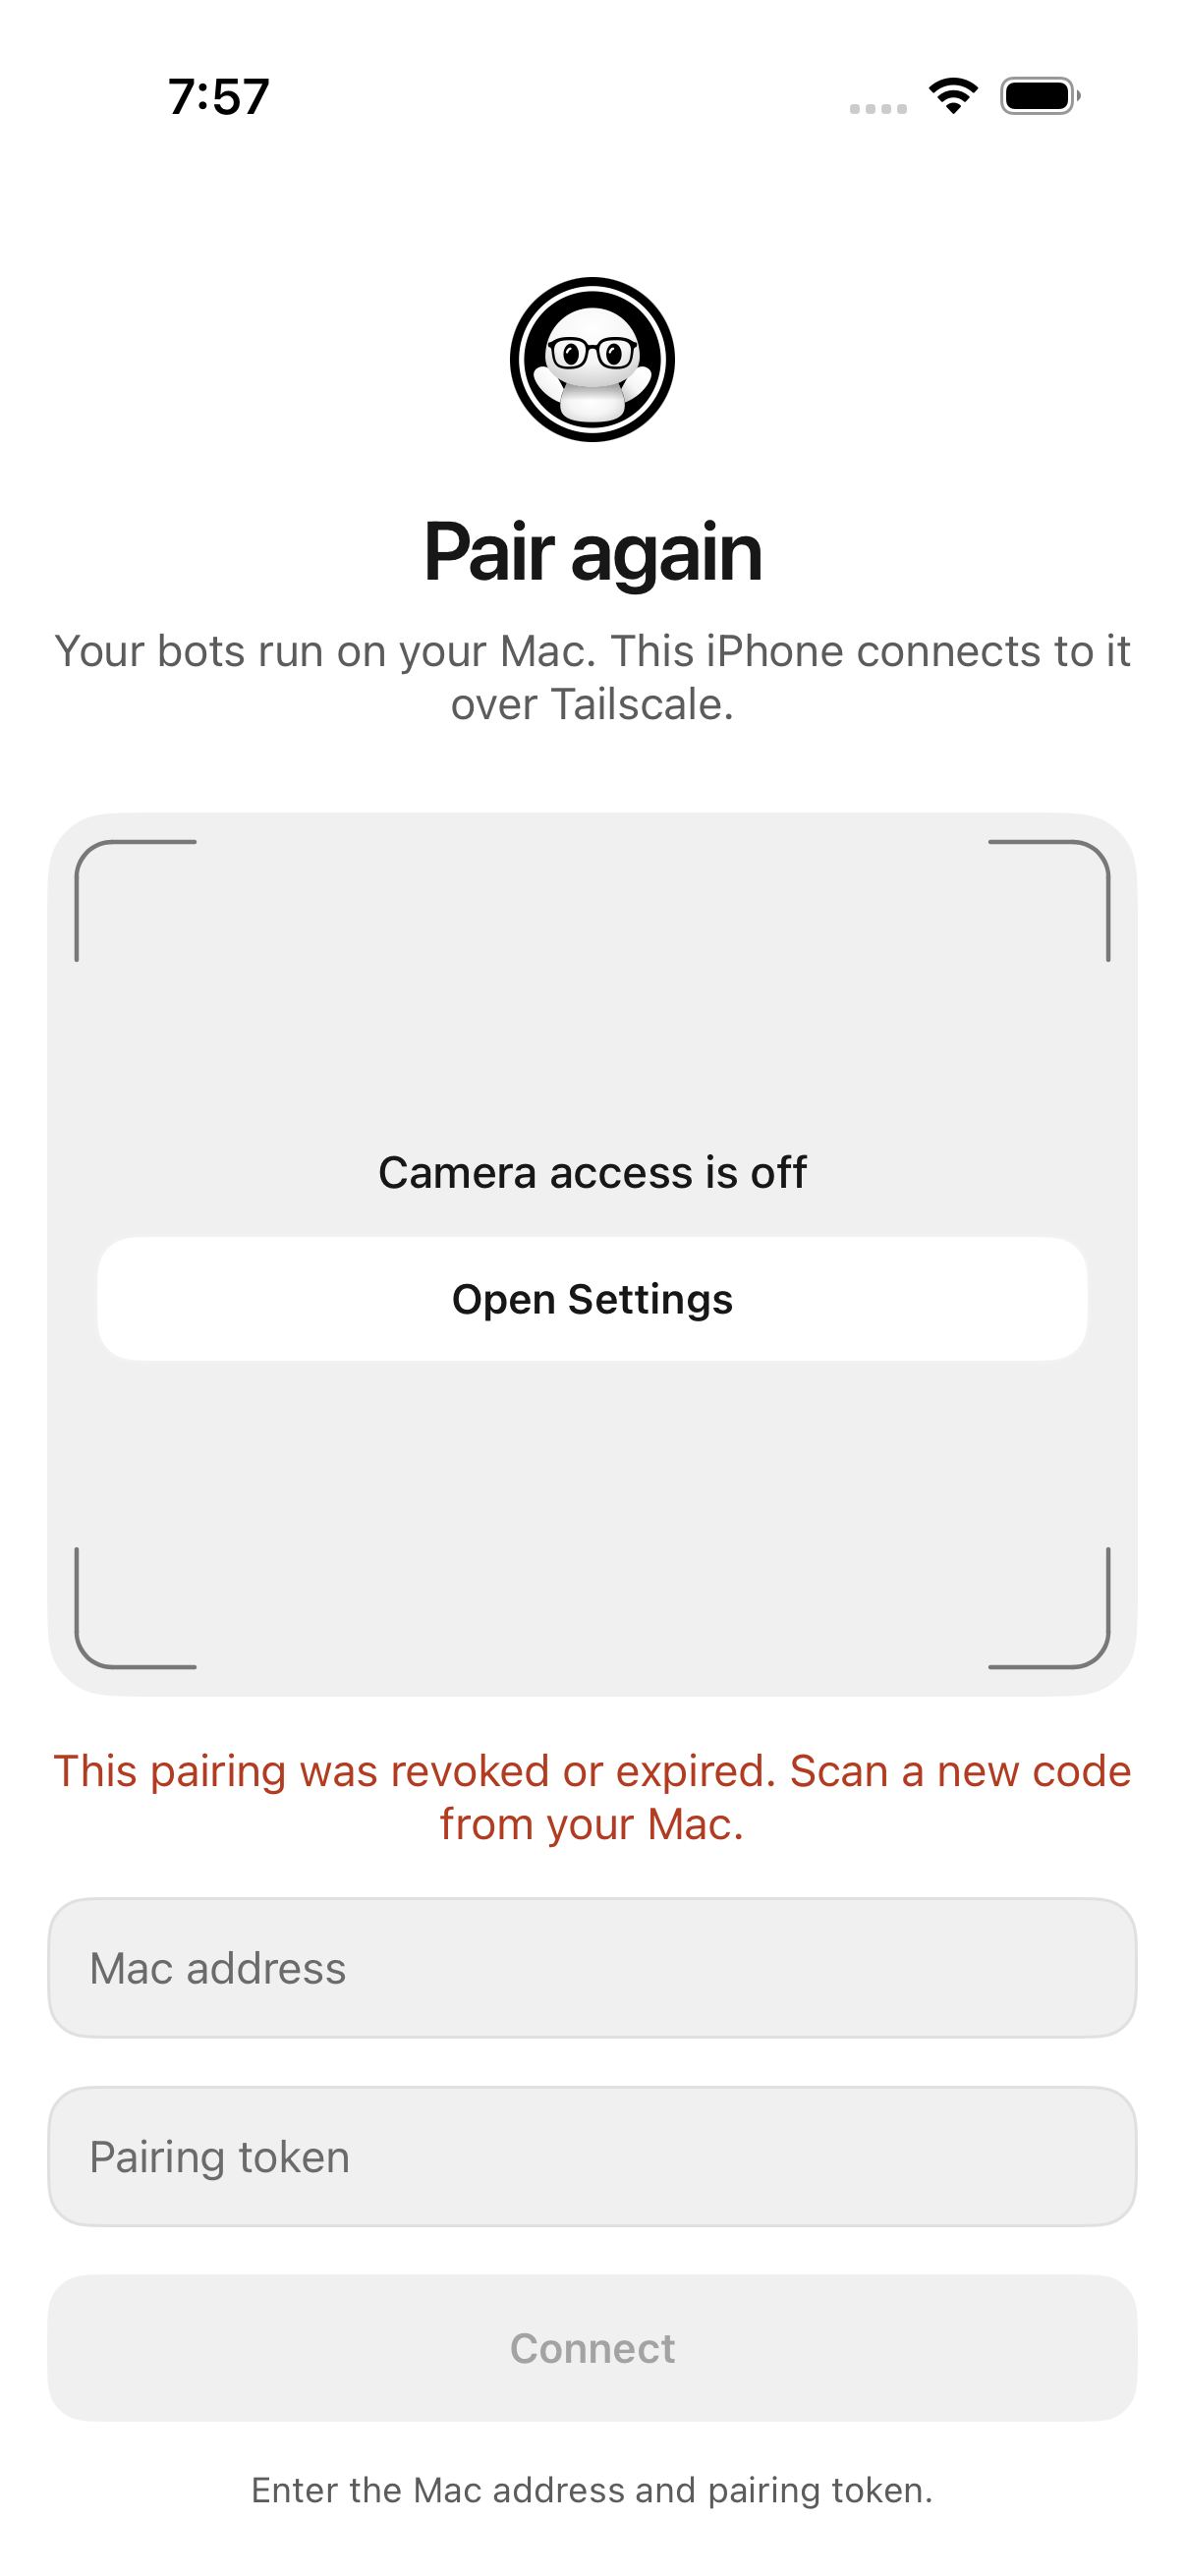 7:57
Pair again
Your bots run on your Mac. This iPhone connects to it
over Tailscale.
Camera access is off
Open Settings
This pairing was revoked or expired. Scan a new code
from your Mac.
Mac address
Pairing token
Connect
Enter the Mac address and pairing token.